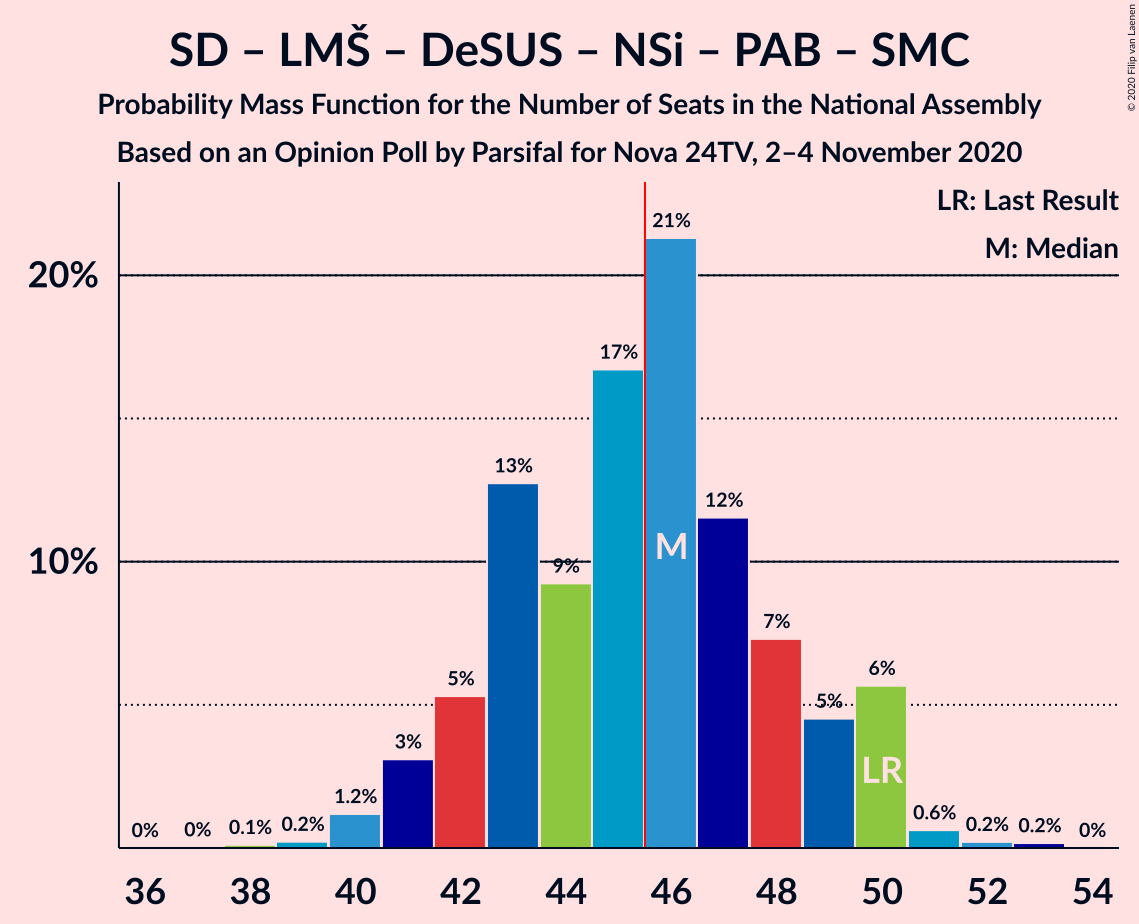 SD – LMŠ – DeSUS – NSi – PAB – SMC
Probability Mass Function for the Number of Seats in the National Assembly
Based on an Opinion Poll by Parsifal for Nova 24TV, 2–4 November 2020
© 2020 Filip van Laenen
LR: Last Result
M: Median
20%
10%
0%
0%
0.1%
0.2%
1.2%
3%
5%
13%
9%
17%
21%
12%
7%
5%
6%
0.6%
0.2%
0.2%
0%
M
LR
36 38 40 42 44 46 48 50 52 54